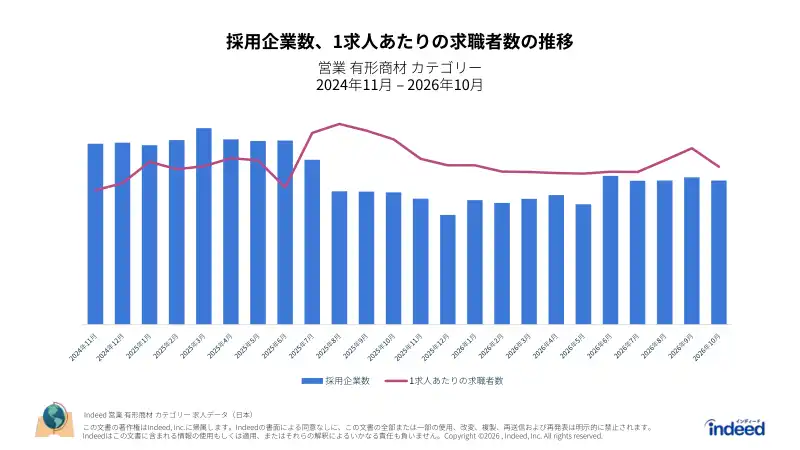 採用企業数、1求人あたりの求職者数の推移
営業 有形商材 カテゴリー
2024年11月 – 2026年10月
2024年11月
2024年12月
2025年1月
2025年2月
2025年3月
2025年4月
2025年5月
2025年6月
2025年7月
2025年8月
2025年9月
2025年10月
2025年11月
2025年12月
2026年1月
2026年2月
2026年3月
2026年4月
2026年5月
2026年6月
2026年7月
2026年8月
2026年9月
2026年10月
採用企業数 1求人あたりの求職者数
Indeed 営業 有形商材 カテゴリー 求人データ（日本）
この文書の著作権はIndeed, Inc.に帰属します。Indeedの書面による同意なしに、この文書の全部または一部の使用、改変、複製、再送信および再発表は明示的に禁止されます。
Indeedはこの文書に含まれる情報の使用もしくは適用、またはそれらの解釈によるいかなる責任も負いません。Copyright ©2026 , Indeed, Inc. All rights reserved.
インディード
indeed